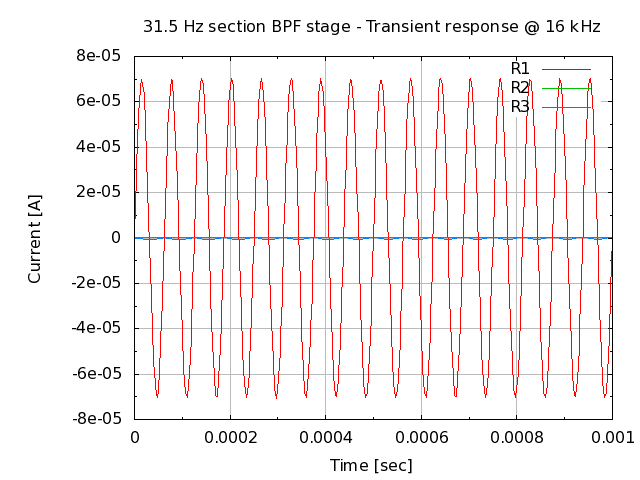 31.5 Hz section BPF stage - Transient response @ 16 kHz
8e-05
6e-05
4e-05
2e-05
0
-2e-05
-4e-05
-6e-05
-8e-05
Current [A]
R1
R2
R3
0 0.0002 0.0004 0.0006 0.0008 0.001
Time [sec]